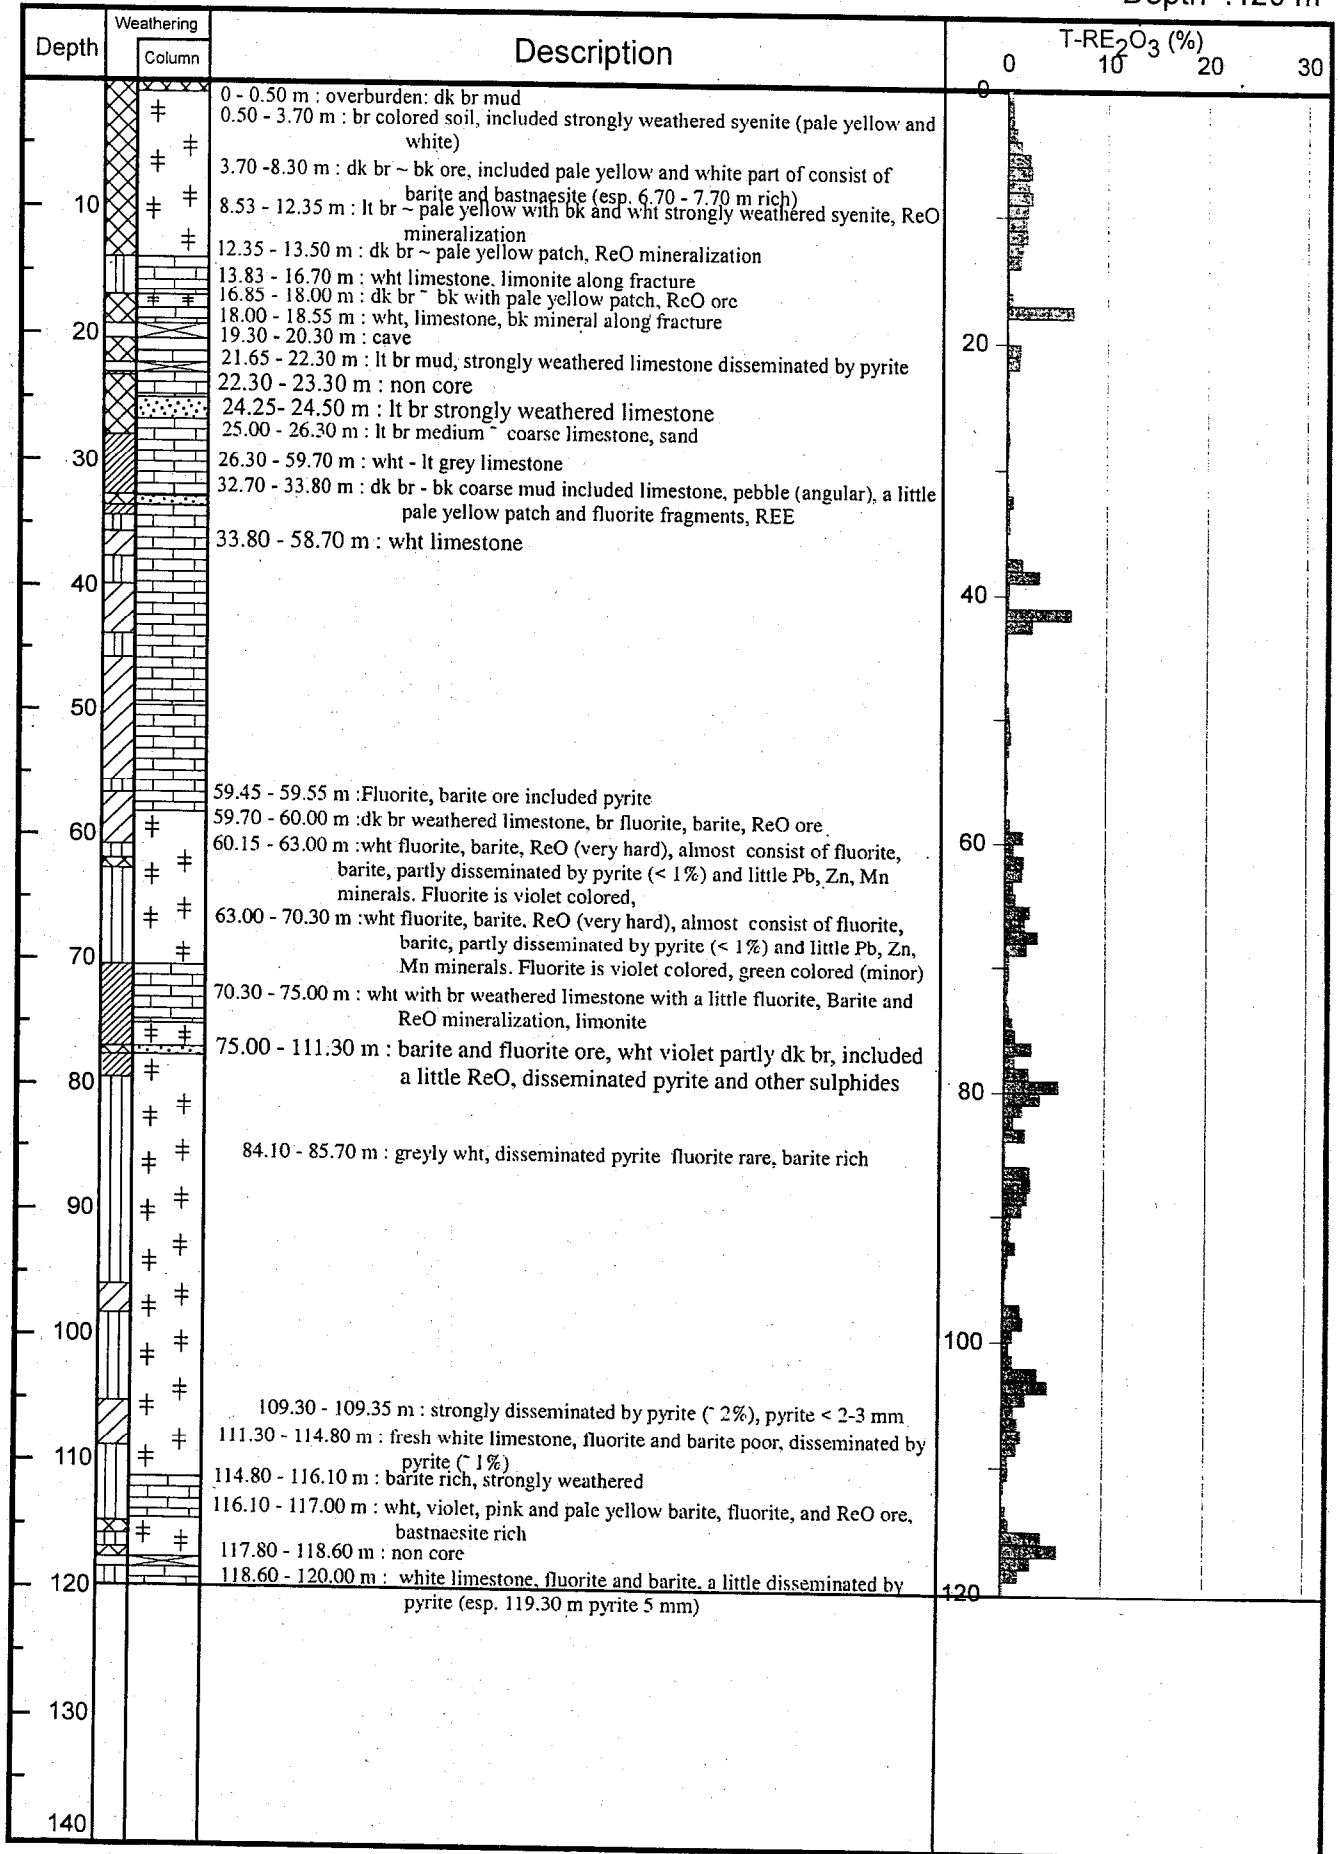 Depth : 120 m
Weathering
Depth
Column
Description
T-RE2O3 (%)
0 10 20 30
0
0 - 0.50 m : overburden: dk br mud
0.50 - 3.70 m : br colored soil, included strongly weathered syenite (pale yellow and
white)
3.70 -8.30 m : dk br ~ bk ore, included pale yellow and white part of consist of
barite and bastnaesite (esp. 6.70 - 7.70 m rich)
10
8.53 - 12.35 m : lt br ~ pale yellow with bk and wht strongly weathered syenite, ReO
mineralization
12.35 - 13.50 m : dk br ~ pale yellow patch, ReO mineralization
13.83 - 16.70 m : wht limestone, limonite along fracture
16.85 - 18.00 m : dk br ~ bk with pale yellow patch, ReO ore
18.00 - 18.55 m : wht, limestone, bk mineral along fracture
20
19.30 - 20.30 m : cave
20
21.65 - 22.30 m : lt br mud, strongly weathered limestone disseminated by pyrite
22.30 - 23.30 m : non core
24.25- 24.50 m : lt br strongly weathered limestone
25.00 - 26.30 m : lt br medium ~ coarse limestone, sand
30
26.30 - 59.70 m : wht - lt grey limestone
32.70 - 33.80 m : dk br - bk coarse mud included limestone, pebble (angular), a little
pale yellow patch and fluorite fragments, REE
33.80 - 58.70 m : wht limestone
40
40
50
59.45 - 59.55 m :Fluorite, barite ore included pyrite
59.70 - 60.00 m :dk br weathered limestone, br fluorite, barite, ReO ore
60
60
60.15 - 63.00 m :wht fluorite, barite, ReO (very hard), almost consist of fluorite,
barite, partly disseminated by pyrite (< 1%) and little Pb, Zn, Mn
minerals. Fluorite is violet colored,
63.00 - 70.30 m :wht fluorite, barite. ReO (very hard), almost consist of fluorite,
barite, partly disseminated by pyrite (< 1%) and little Pb, Zn,
70
Mn minerals. Fluorite is violet colored, green colored (minor)
70.30 - 75.00 m : wht with br weathered limestone with a little fluorite, Barite and
ReO mineralization, limonite
75.00 - 111.30 m : barite and fluorite ore, wht violet partly dk br, included
80
a little ReO, disseminated pyrite and other sulphides
80
84.10 - 85.70 m : greyly wht, disseminated pyrite fluorite rare, barite rich
90
100
100
109.30 - 109.35 m : strongly disseminated by pyrite (~ 2%), pyrite < 2-3 mm
111.30 - 114.80 m : fresh white limestone, fluorite and barite poor, disseminated by
110
pyrite (~ 1%)
114.80 - 116.10 m : barite rich, strongly weathered
116.10 - 117.00 m : wht, violet, pink and pale yellow barite, fluorite, and ReO ore,
bastnaesite rich
117.80 - 118.60 m : non core
120
118.60 - 120.00 m : white limestone, fluorite and barite. a little disseminated by
120
pyrite (esp. 119.30 m pyrite 5 mm)
130
140